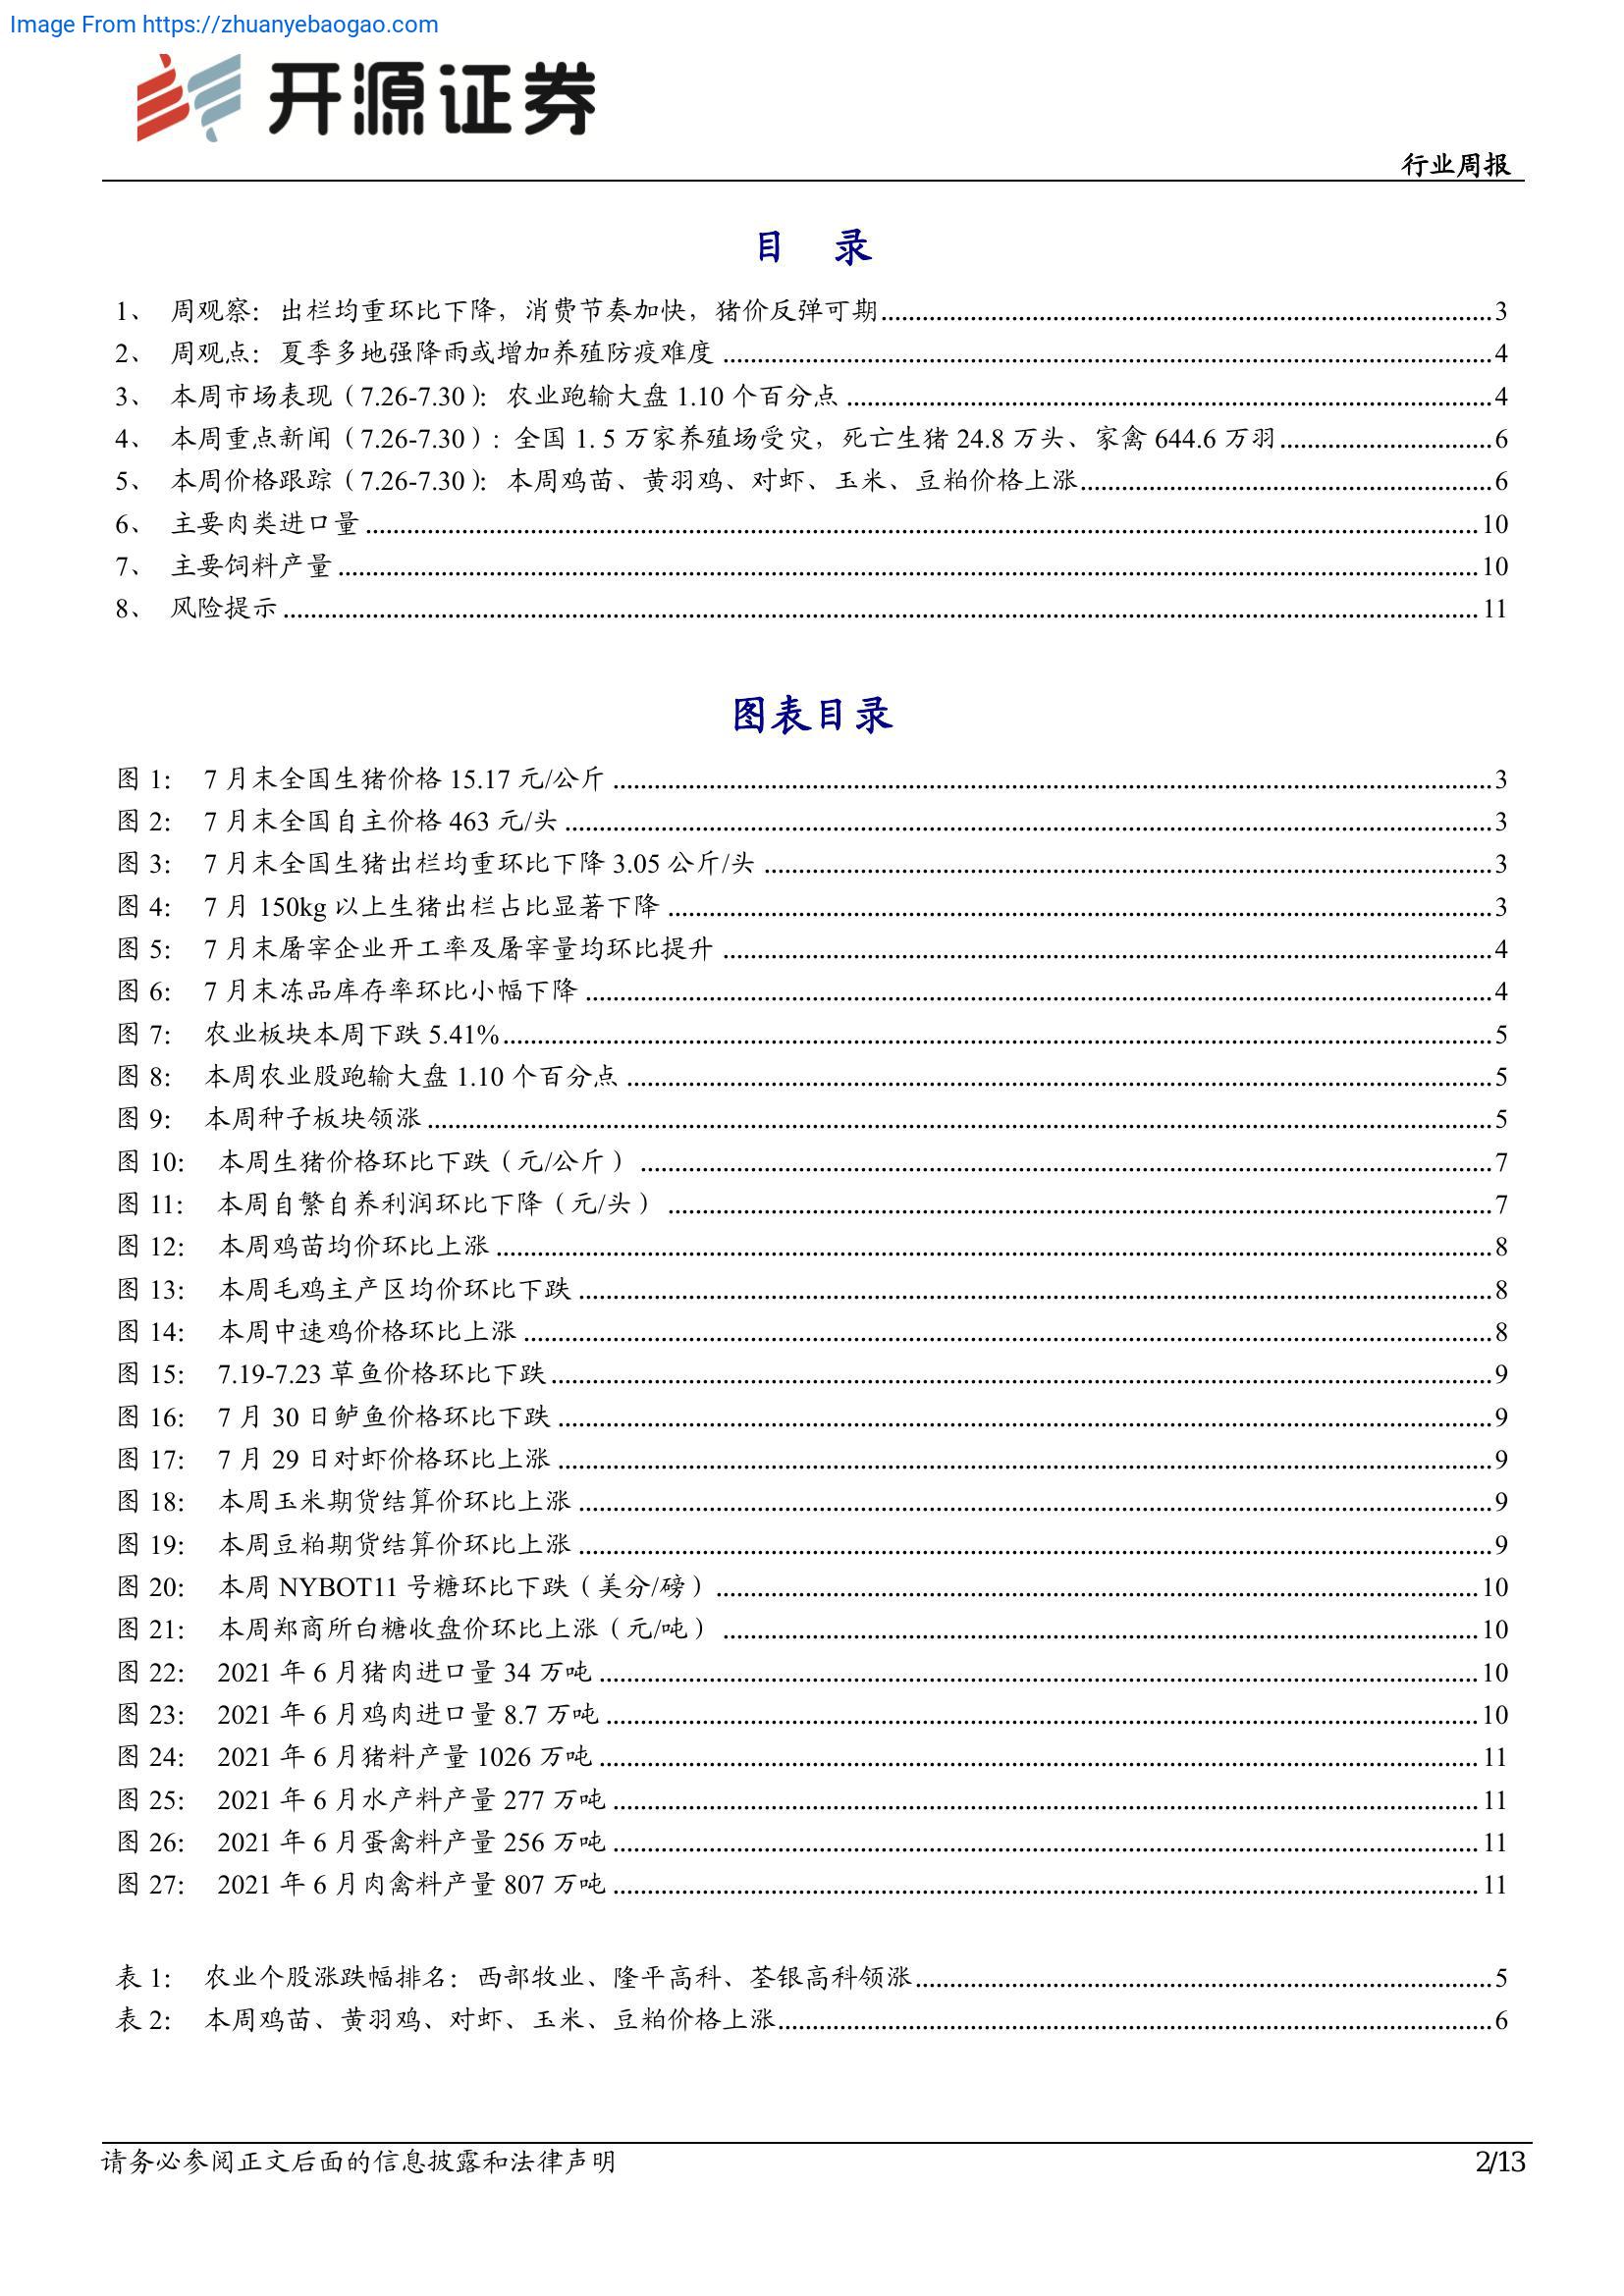 Image From https://zhuanyebaogao.com
开源证券
行业周报
目 录
1、 周观察：出栏均重环比下降，消费节奏加快，猪价反弹可期 3
2、 周观点：夏季多地强降雨或增加养殖防疫难度 4
3、 本周市场表现（7.26-7.30）：农业跑输大盘 1.10 个百分点 4
4、 本周重点新闻（7.26-7.30）：全国 1. 5 万家养殖场受灾，死亡生猪 24.8 万头、家禽 644.6 万羽 6
5、 本周价格跟踪（7.26-7.30）：本周鸡苗、黄羽鸡、对虾、玉米、豆粕价格上涨 6
6、 主要肉类进口量 10
7、 主要饲料产量 10
8、 风险提示 11
图表目录
图 1： 7 月末全国生猪价格 15.17 元/公斤 3
图 2： 7 月末全国自主价格 463 元/头 3
图 3： 7 月末全国生猪出栏均重环比下降 3.05 公斤/头 3
图 4： 7 月 150kg 以上生猪出栏占比显著下降 3
图 5： 7 月末屠宰企业开工率及屠宰量均环比提升 4
图 6： 7 月末冻品库存率环比小幅下降 4
图 7： 农业板块本周下跌 5.41% 5
图 8： 本周农业股跑输大盘 1.10 个百分点 5
图 9： 本周种子板块领涨 5
图 10： 本周生猪价格环比下跌（元/公斤） 7
图 11： 本周自繁自养利润环比下降（元/头） 7
图 12： 本周鸡苗均价环比上涨 8
图 13： 本周毛鸡主产区均价环比下跌 8
图 14： 本周中速鸡价格环比上涨 8
图 15： 7.19-7.23 草鱼价格环比下跌 9
图 16： 7 月 30 日鲈鱼价格环比下跌 9
图 17： 7 月 29 日对虾价格环比上涨 9
图 18： 本周玉米期货结算价环比上涨 9
图 19： 本周豆粕期货结算价环比上涨 9
图 20： 本周 NYBOT11 号糖环比下跌（美分/磅） 10
图 21： 本周郑商所白糖收盘价环比上涨（元/吨） 10
图 22： 2021 年 6 月猪肉进口量 34 万吨 10
图 23： 2021 年 6 月鸡肉进口量 8.7 万吨 10
图 24： 2021 年 6 月猪料产量 1026 万吨 11
图 25： 2021 年 6 月水产料产量 277 万吨 11
图 26： 2021 年 6 月蛋禽料产量 256 万吨 11
图 27： 2021 年 6 月肉禽料产量 807 万吨 11
表 1： 农业个股涨跌幅排名：西部牧业、隆平高科、荃银高科领涨 5
表 2： 本周鸡苗、黄羽鸡、对虾、玉米、豆粕价格上涨 6
请务必参阅正文后面的信息披露和法律声明
2/13